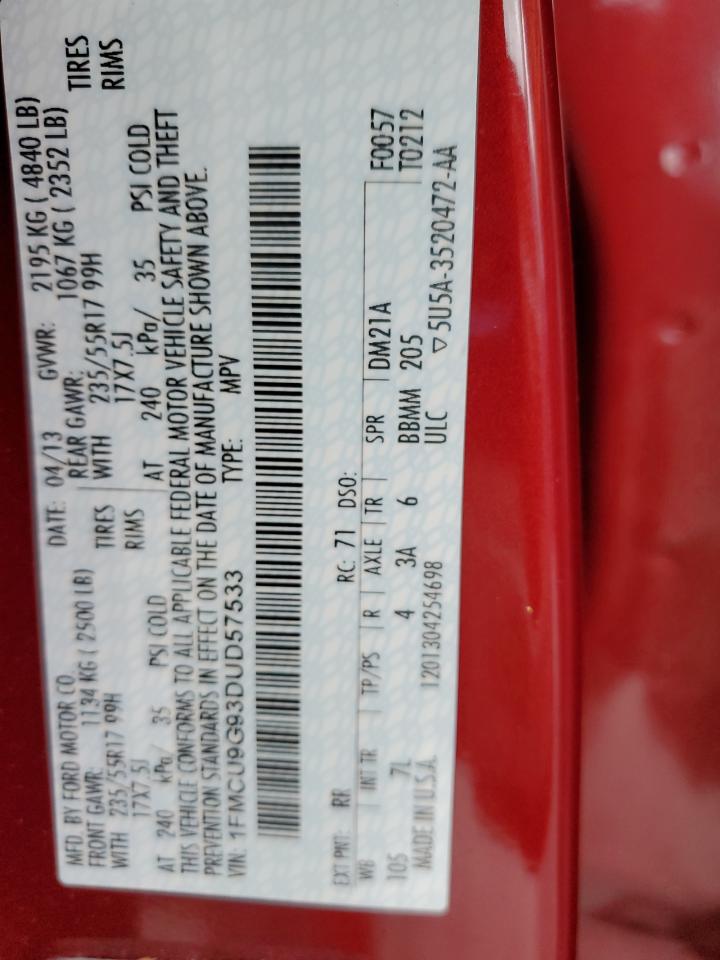 MFD. BY FORD MOTOR CO. DATE: 04/13 GVWR: 2195 KG ( 4840 LB)
FRONT GAWR: 1134 KG ( 2500 LB) REAR GAWR: 1067 KG ( 2352 LB)
WITH 235/55R17 99H TIRES WITH 235/55R17 99H TIRES
17X7.5J RIMS 17X7.5J RIMS
AT 240 kPa/ 35 PSI COLD AT 240 kPa/ 35 PSI COLD
THIS VEHICLE CONFORMS TO ALL APPLICABLE FEDERAL MOTOR VEHICLE SAFETY AND THEFT
PREVENTION STANDARDS IN EFFECT ON THE DATE OF MANUFACTURE SHOWN ABOVE.
VIN: 1FMCU9G93DUD57533 TYPE: MPV
EXT PNT: RR RC: 71 DSO: F0057
WB INT TR TP/PS R AXLE TR SPR DM21A T0212
105 7L 4 3A 6 BBMM 205
MADE IN U.S.A. 1201304254698 ULC ▽5U5A-3520472-AA